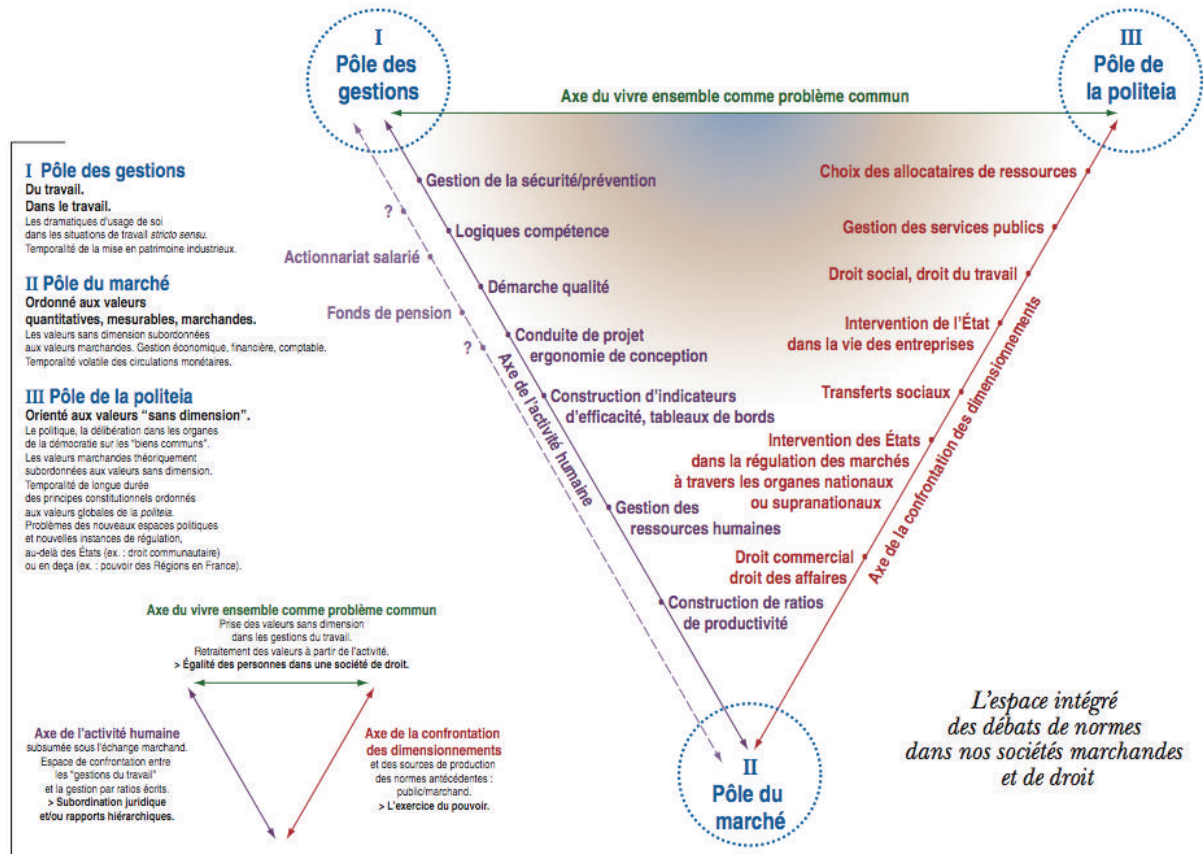 I
Pôle des
gestions
III
Pôle de
la politeia
Axe du vivre ensemble comme problème commun
I Pôle des gestions
Du travail.
Dans le travail.
Les dramatiques d'usage de soi
dans les situations de travail stricto sensu.
Temporalité de la mise en patrimoine industrieux.
II Pôle du marché
Ordonné aux valeurs
quantitatives, mesurables, marchandes.
Les valeurs sans dimension subordonnées
aux valeurs marchandes. Gestion économique, financière, comptable.
Temporalité volatile des circulations monétaires.
III Pôle de la politeia
Orienté aux valeurs "sans dimension".
Le politique, la délibération dans les organes
de la démocratie sur les "biens communs".
Les valeurs marchandes théoriquement
subordonnées aux valeurs sans dimension.
Temporalité de longue durée
des principes constitutionnels ordonnés
aux valeurs globales de la politeia.
Problèmes des nouveaux espaces politiques
et nouvelles instances de régulation,
au-delà des États (ex. : droit communautaire)
ou en deça (ex. : pouvoir des Régions en France).
Gestion de la sécurité/prévention
?
Logiques compétence
Actionnariat salarié
Démarche qualité
Fonds de pension
Conduite de projet
ergonomie de conception
?
Axe de l'activité humaine
Construction d'indicateurs
d'efficacité, tableaux de bords
Gestion des
ressources humaines
Construction de ratios
de productivité
Choix des allocataires de ressources
Gestion des services publics
Droit social, droit du travail
Intervention de l'État
dans la vie des entreprises
Transferts sociaux
Intervention des États
dans la régulation des marchés
à travers les organes nationaux
ou supranationaux
Droit commercial
droit des affaires
Axe de la confrontation des dimensionnements
II
Pôle du
marché
Axe du vivre ensemble comme problème commun
Prise des valeurs sans dimension
dans les gestions du travail.
Retraitement des valeurs à partir de l'activité.
> Égalité des personnes dans une société de droit.
Axe de l'activité humaine
subsumée sous l'échange marchand.
Espace de confrontation entre
les "gestions du travail"
et la gestion par ratios écrits.
> Subordination juridique
et/ou rapports hiérarchiques.
Axe de la confrontation
des dimensionnements
et des sources de production
des normes antécédentes :
public/marchand.
> L'exercice du pouvoir.
L'espace intégré
des débats de normes
dans nos sociétés marchandes
et de droit